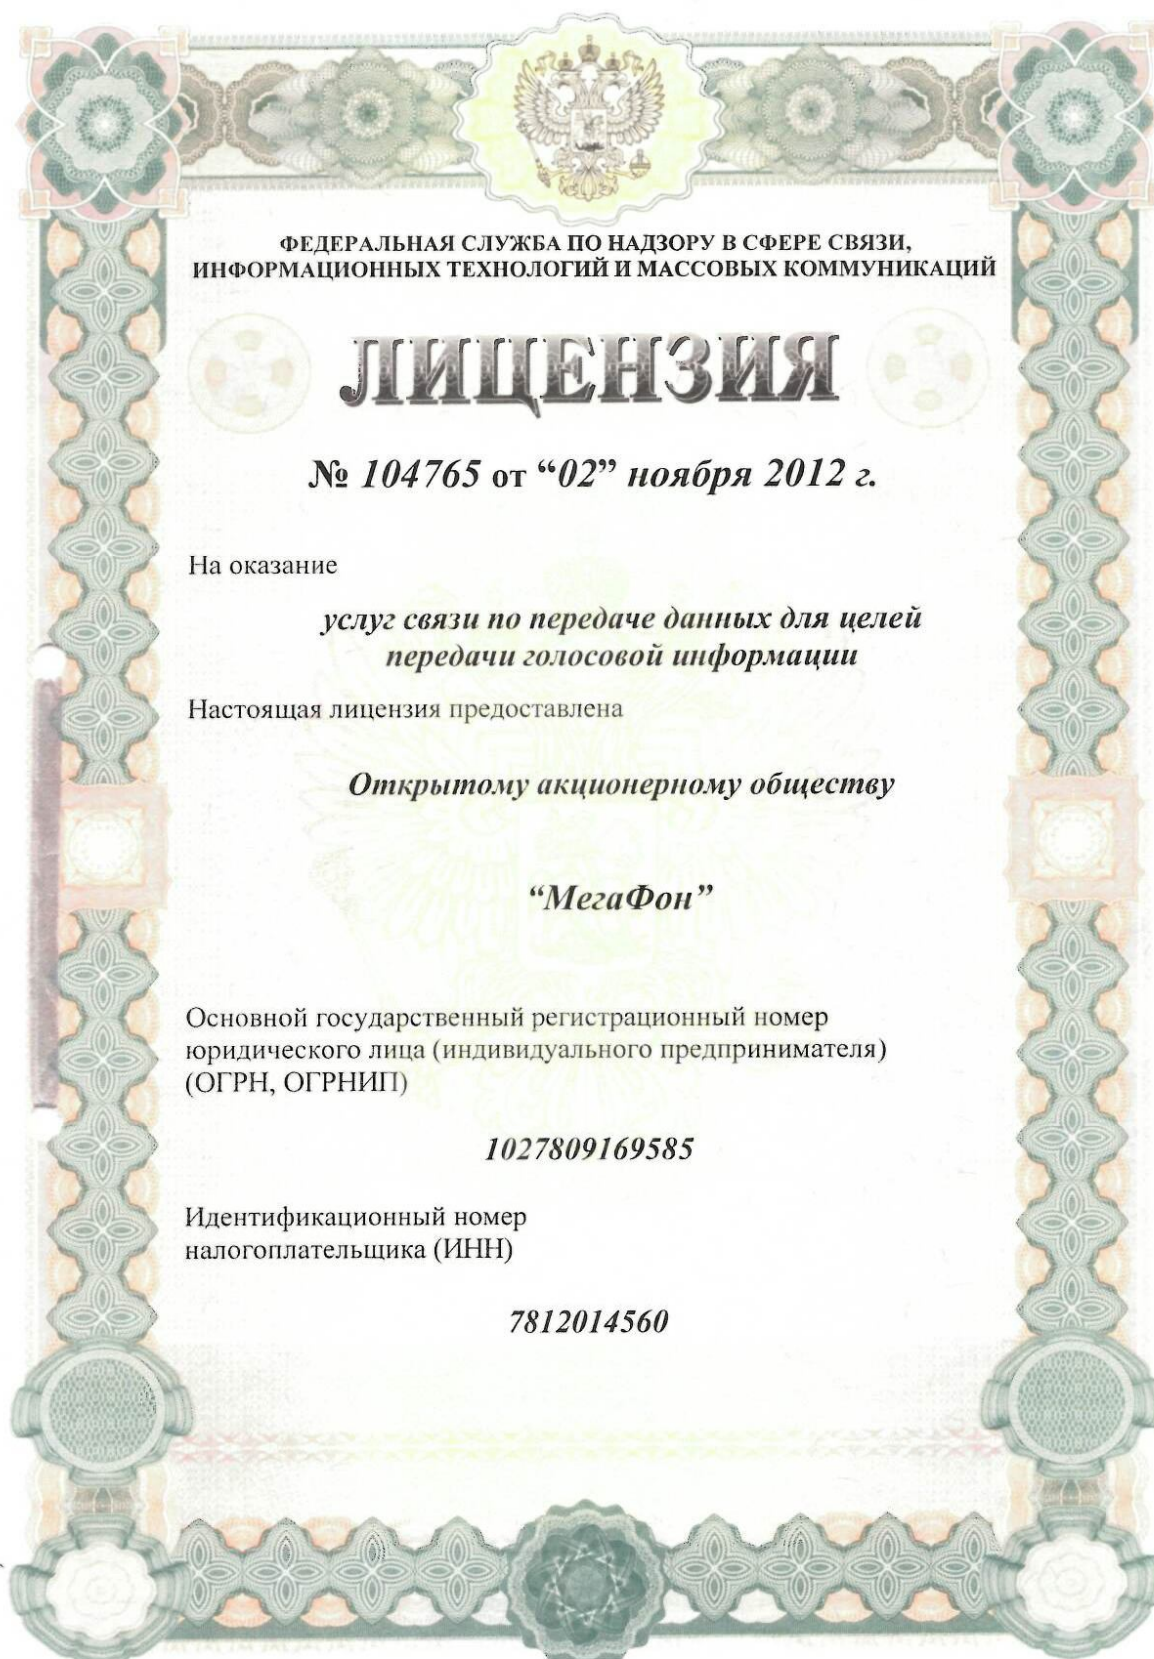 ФЕДЕРАЛЬНАЯ СЛУЖБА ПО НАДЗОРУ В СФЕРЕ СВЯЗИ,
ИНФОРМАЦИОННЫХ ТЕХНОЛОГИЙ И МАССОВЫХ КОММУНИКАЦИЙ
ЛИЦЕНЗИЯ
№ 104765 от “02” ноября 2012 г.
На оказание
услуг связи по передаче данных для целей
передачи голосовой информации
Настоящая лицензия предоставлена
Открытому акционерному обществу
“МегаФон”
Основной государственный регистрационный номер
юридического лица (индивидуального предпринимателя)
(ОГРН, ОГРНИП)
1027809169585
Идентификационный номер
налогоплательщика (ИНН)
7812014560